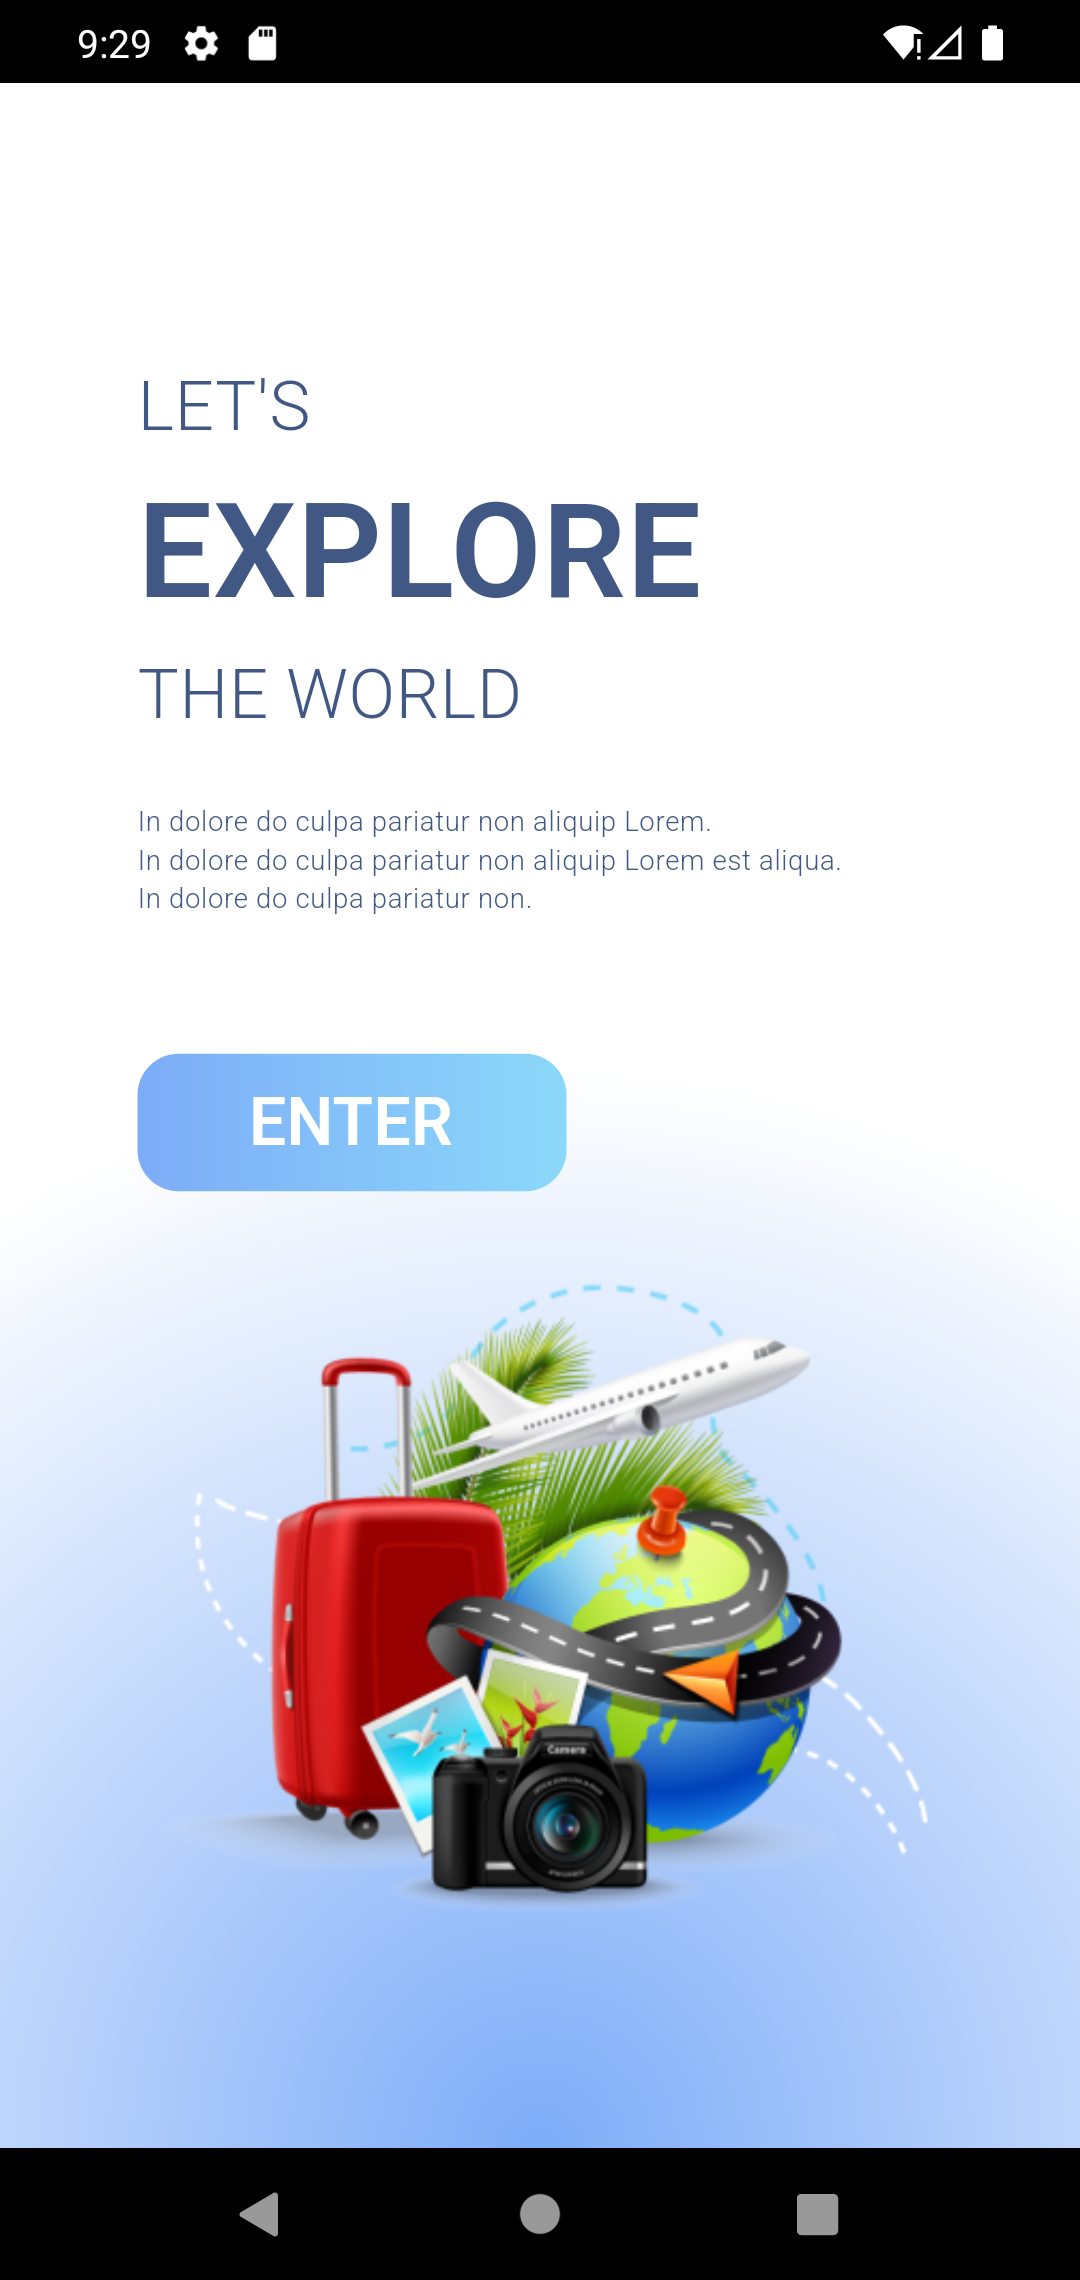 9:29
LET'S
EXPLORE
THE WORLD
In dolore do culpa pariatur non aliquip Lorem.
In dolore do culpa pariatur non aliquip Lorem est aliqua.
In dolore do culpa pariatur non.
ENTER
Camera